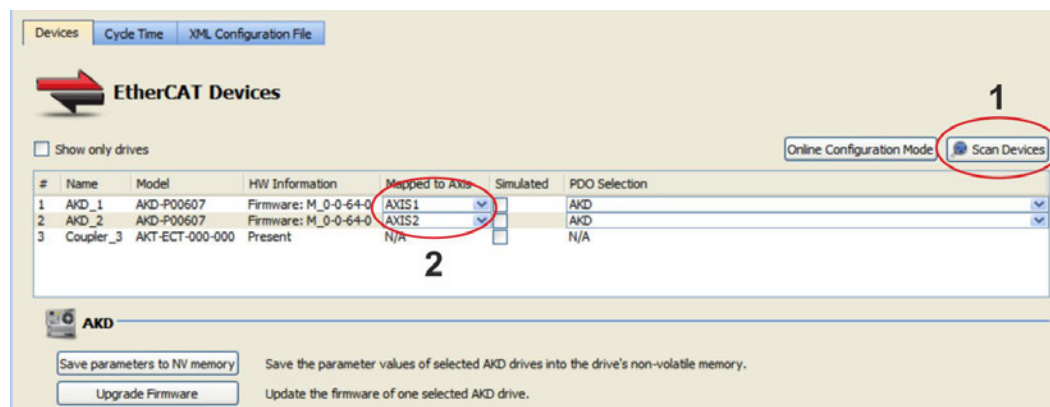 Devices Cycle Time XML Configuration File
EtherCAT Devices
1
Show only drives Online Configuration Mode Scan Devices
# Name Model HW Information Mapped to Axis Simulated PDO Selection
1 AKD_1 AKD-P00607 Firmware: M_0-0-64-0 AXIS1 AKD
2 AKD_2 AKD-P00607 Firmware: M_0-0-64-0 AXIS2 AKD
3 Coupler_3 AKT-ECT-000-000 Present N/A N/A
2
AKD
Save parameters to NV memory Save the parameter values of selected AKD drives into the drive's non-volatile memory.
Upgrade Firmware Update the firmware of one selected AKD drive.